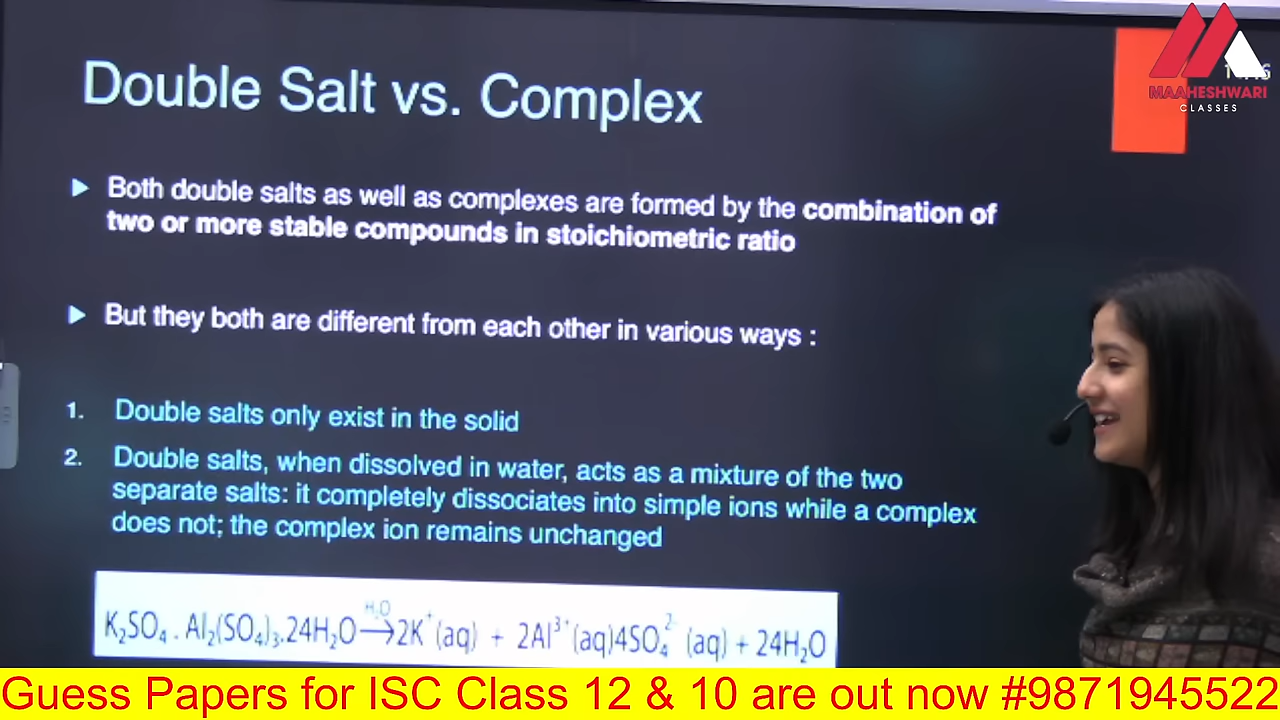 Double Salt vs. Complex
MAAHESHWARI
CLASSES
Both double salts as well as complexes are formed by the combination of
two or more stable compounds in stoichiometric ratio
But they both are different from each other in various ways :
1. Double salts only exist in the solid
2. Double salts, when dissolved in water, acts as a mixture of the two
separate salts: it completely dissociates into simple ions while a complex
does not; the complex ion remains unchanged
K₂SO₄ . Al₂(SO₄)₃.24H₂O —H₂O→ 2K⁺(aq) + 2Al³⁺(aq)4SO₄²⁻ (aq) + 24H₂O
Guess Papers for ISC Class 12 & 10 are out now #9871945522